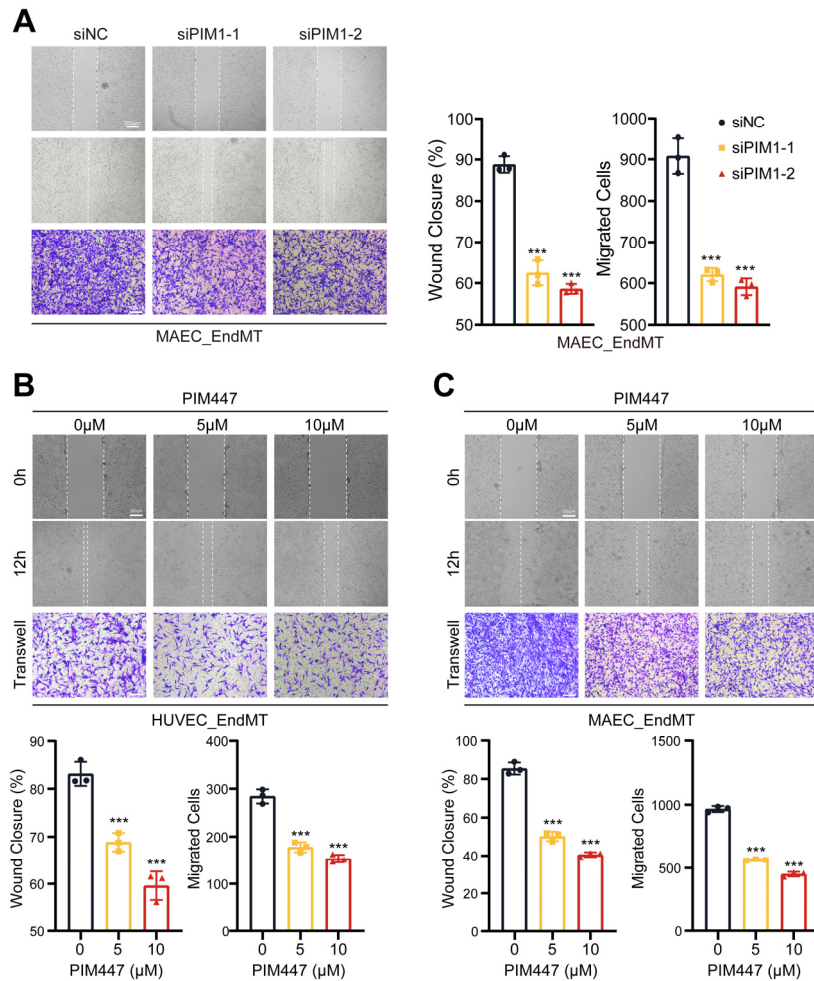 A
siNC siPIM1-1 siPIM1-2
200μm
MAEC_EndMT
Wound Closure (%)
90
80
70
60
50
***
***
Migrated Cells
1000
900
800
700
600
500
***
***
siNC
siPIM1-1
siPIM1-2
MAEC_EndMT
B
PIM447
0μM 5μM 10μM
0h
12h
Transwell
HUVEC_EndMT
Wound Closure (%)
90
80
70
60
50
***
***
0 5 10
PIM447 (μM)
Migrated Cells
400
300
200
100
0
***
***
0 5 10
PIM447 (μM)
C
PIM447
0μM 5μM 10μM
0h
12h
Transwell
MAEC_EndMT
Wound Closure (%)
100
80
60
40
20
0
***
***
0 5 10
PIM447 (μM)
Migrated Cells
1500
1000
500
0
***
***
0 5 10
PIM447 (μM)